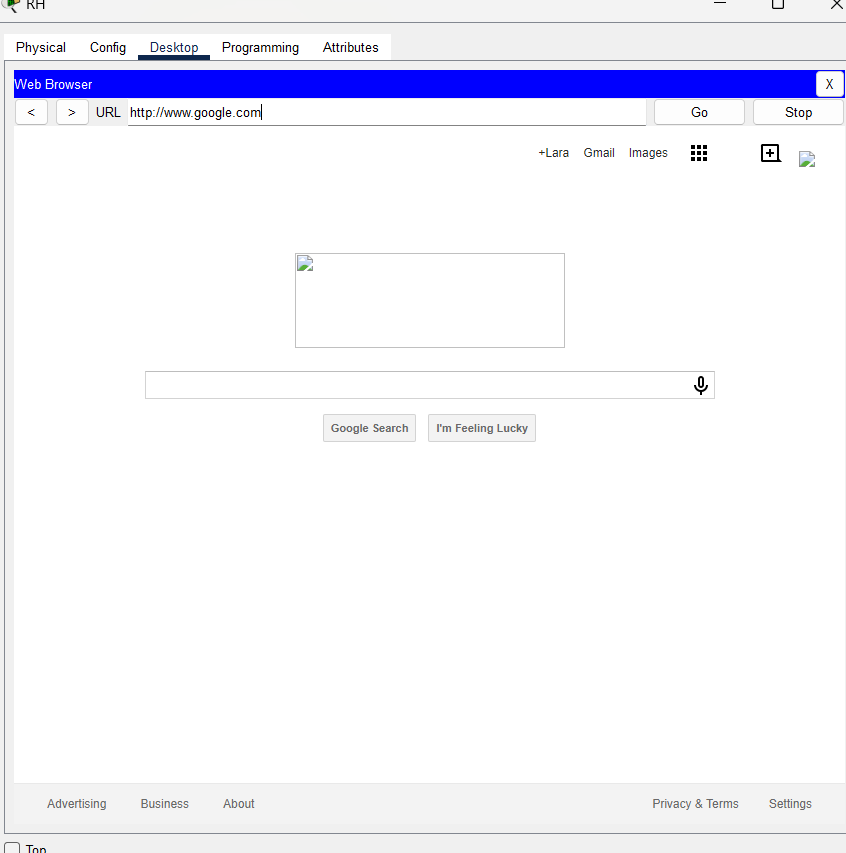 RH
Physical Config Desktop Programming Attributes
Web Browser X
< > URL http://www.google.com Go Stop
+Lara Gmail Images
Google Search I'm Feeling Lucky
Advertising Business About Privacy & Terms Settings
Top